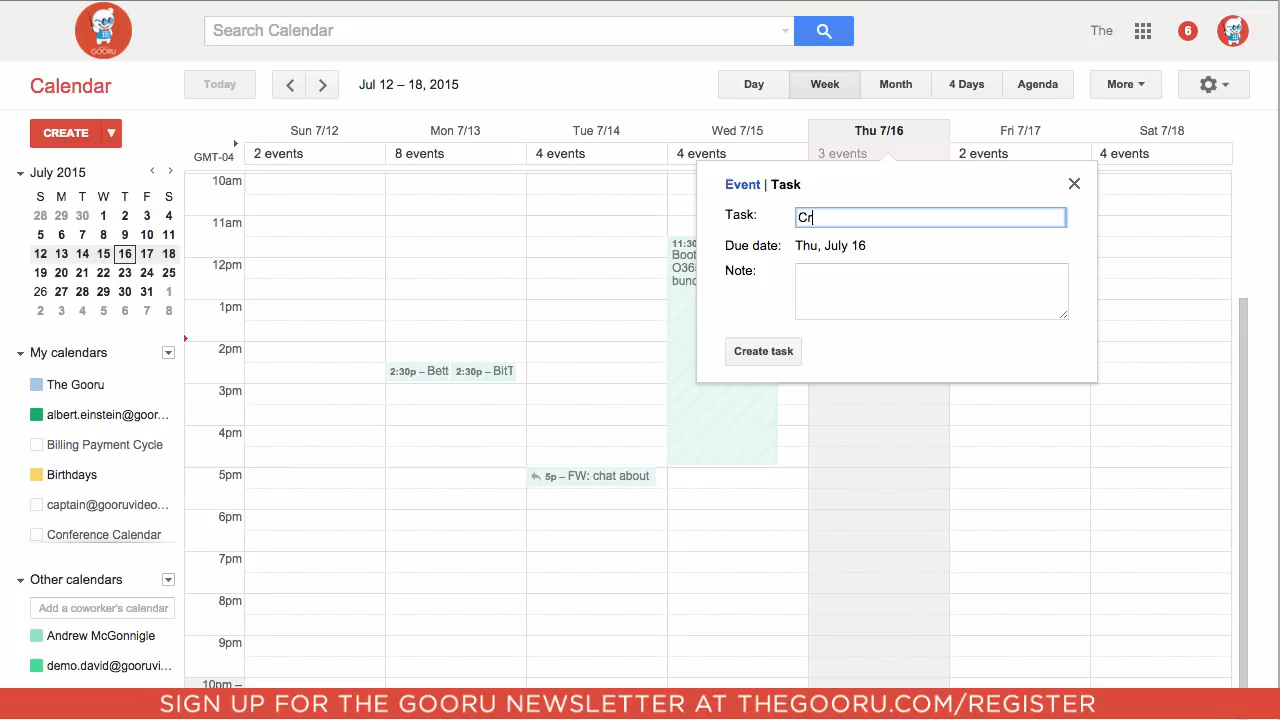 GOORU
Search Calendar
The
6
Calendar
Today
Jul 12 – 18, 2015
Day
Week
Month
4 Days
Agenda
More
CREATE
July 2015
S M T W T F S
28 29 30 1 2 3 4
5 6 7 8 9 10 11
12 13 14 15 16 17 18
19 20 21 22 23 24 25
26 27 28 29 30 31 1
2 3 4 5 6 7 8
My calendars
The Gooru
albert.einstein@goor...
Billing Payment Cycle
Birthdays
captain@gooruvideo...
Conference Calendar
Other calendars
Add a coworker's calendar
Andrew McGonnigle
demo.david@gooruvi...
Sun 7/12
Mon 7/13
Tue 7/14
Wed 7/15
Thu 7/16
Fri 7/17
Sat 7/18
GMT-04
2 events
8 events
4 events
4 events
3 events
2 events
4 events
10am
11am
12pm
1pm
2pm
3pm
4pm
5pm
6pm
7pm
8pm
9pm
10pm
2:30p – Bett
2:30p – BitT
5p – FW: chat about
11:30
Boot
O36
bund
Event | Task
Task:
Cr
Due date:
Thu, July 16
Note:
Create task
SIGN UP FOR THE GOORU NEWSLETTER AT THEGOORU.COM/REGISTER